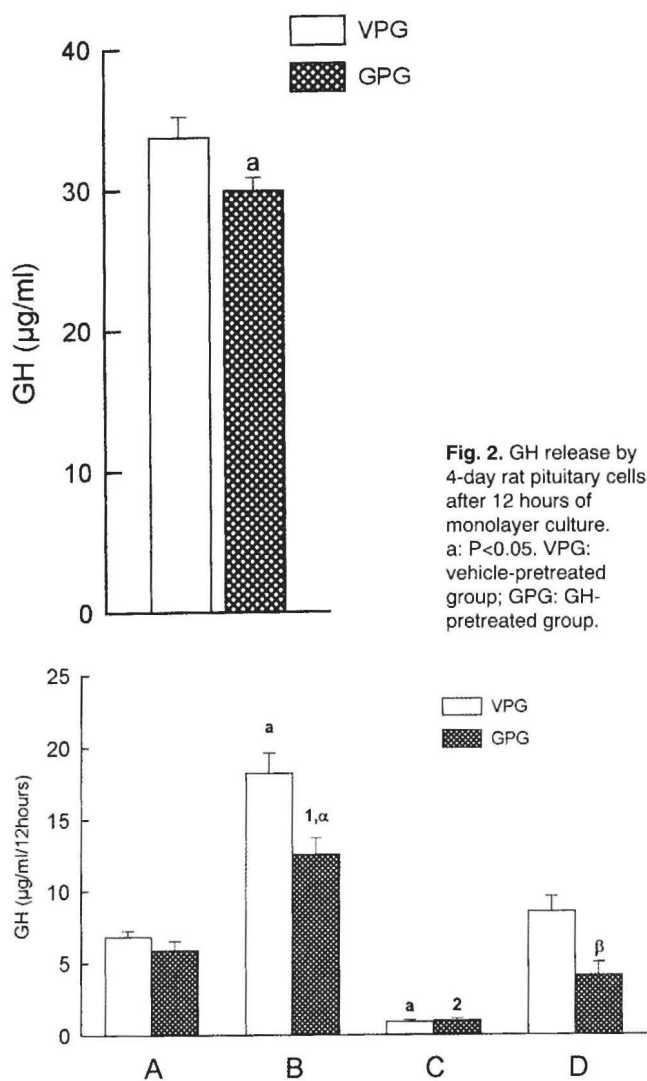 VPG
GPG
40
30
20
10
0
GH (µg/ml)
a
Fig. 2. GH release by
4-day rat pituitary cells
after 12 hours of
monolayer culture.
a: P<0.05. VPG:
vehicle-pretreated
group; GPG: GH-
pretreated group.
25
20
15
10
5
0
GH (µg/ml/12hours)
VPG
GPG
a
1,α
a
2
β
A B C D